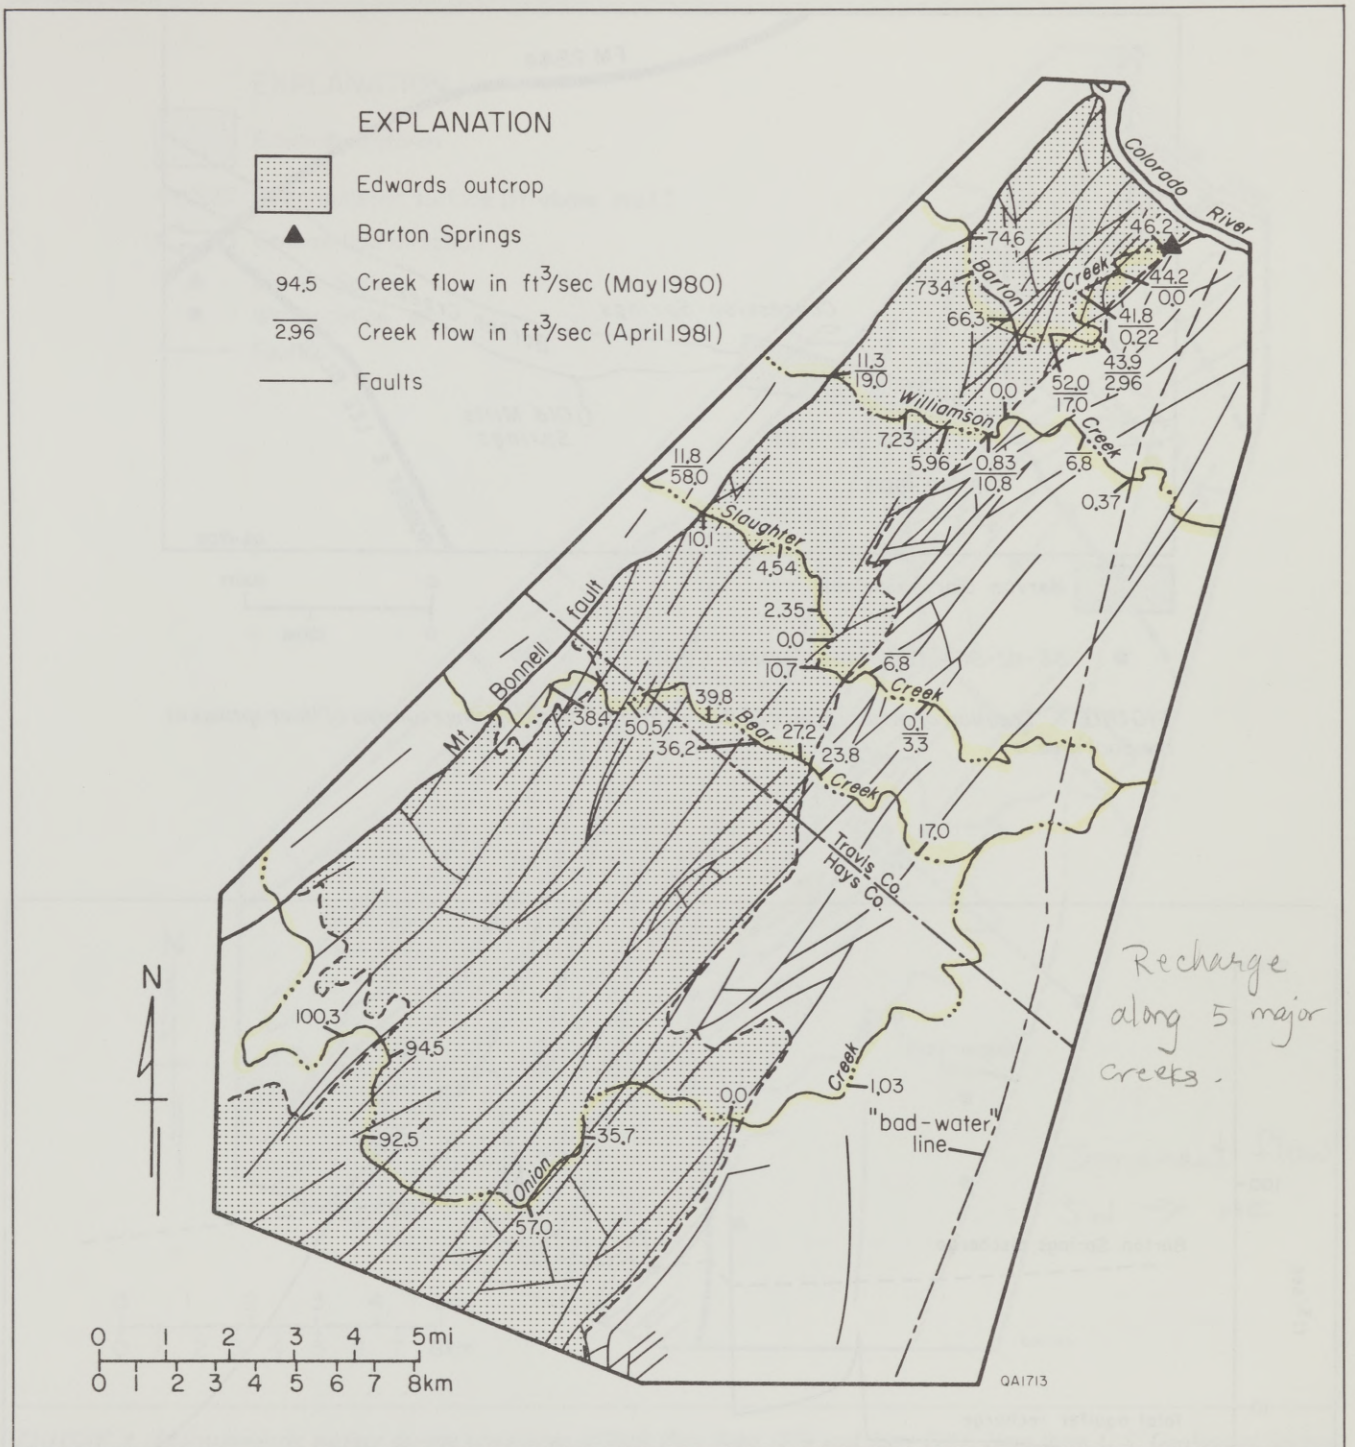 EXPLANATION
Edwards outcrop
Barton Springs
94.5 Creek flow in ft³/sec (May 1980)
2.96 Creek flow in ft³/sec (April 1981)
Faults
Colorado
River
46.2
74.6
Barton
Creek
44.2
0.0
73.4
66.3
41.8
0.22
43.9
2.96
52.0
17.0
11.3
19.0
0.0
Williamson
Creek
7.23
5.96
0.83
10.8
6.8
0.37
11.8
58.0
Slaughter
10.1
4.54
2.35
0.0
10.7
6.8
Creek
0.1
3.3
Mt. Bonnell fault
38.4
50.5
39.8
Bear
36.2
27.2
23.8
Creek
17.0
Travis Co.
Hays Co.
Recharge
along 5 major
creeks.
N
100.3
94.5
92.5
Onion
57.0
35.7
0.0
Creek
1.03
"bad-water"
line
0 1 2 3 4 5mi
0 1 2 3 4 5 6 7 8km
QA1713